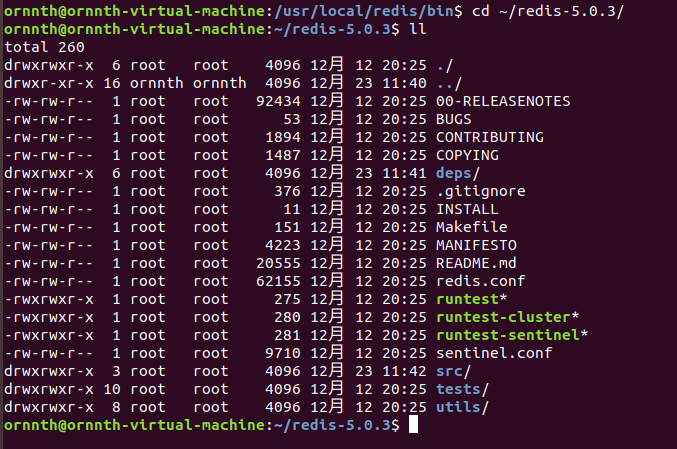 ornnth@ornnth-virtual-machine:/usr/local/redis/bin$ cd ~/redis-5.0.3/
ornnth@ornnth-virtual-machine:~/redis-5.0.3$ ll
total 260
drwxrwxr-x  6 root   root    4096 12月 12 20:25 ./
drwxr-xr-x 16 ornnth ornnth  4096 12月 23 11:40 ../
-rw-rw-r--  1 root   root   92434 12月 12 20:25 00-RELEASENOTES
-rw-rw-r--  1 root   root      53 12月 12 20:25 BUGS
-rw-rw-r--  1 root   root    1894 12月 12 20:25 CONTRIBUTING
-rw-rw-r--  1 root   root    1487 12月 12 20:25 COPYING
drwxrwxr-x  6 root   root    4096 12月 23 11:41 deps/
-rw-rw-r--  1 root   root     376 12月 12 20:25 .gitignore
-rw-rw-r--  1 root   root      11 12月 12 20:25 INSTALL
-rw-rw-r--  1 root   root     151 12月 12 20:25 Makefile
-rw-rw-r--  1 root   root    4223 12月 12 20:25 MANIFESTO
-rw-rw-r--  1 root   root   20555 12月 12 20:25 README.md
-rw-rw-r--  1 root   root   62155 12月 12 20:25 redis.conf
-rwxrwxr-x  1 root   root     275 12月 12 20:25 runtest*
-rwxrwxr-x  1 root   root     280 12月 12 20:25 runtest-cluster*
-rwxrwxr-x  1 root   root     281 12月 12 20:25 runtest-sentinel*
-rw-rw-r--  1 root   root    9710 12月 12 20:25 sentinel.conf
drwxrwxr-x  3 root   root    4096 12月 23 11:42 src/
drwxrwxr-x 10 root   root    4096 12月 12 20:25 tests/
drwxrwxr-x  8 root   root    4096 12月 12 20:25 utils/
ornnth@ornnth-virtual-machine:~/redis-5.0.3$